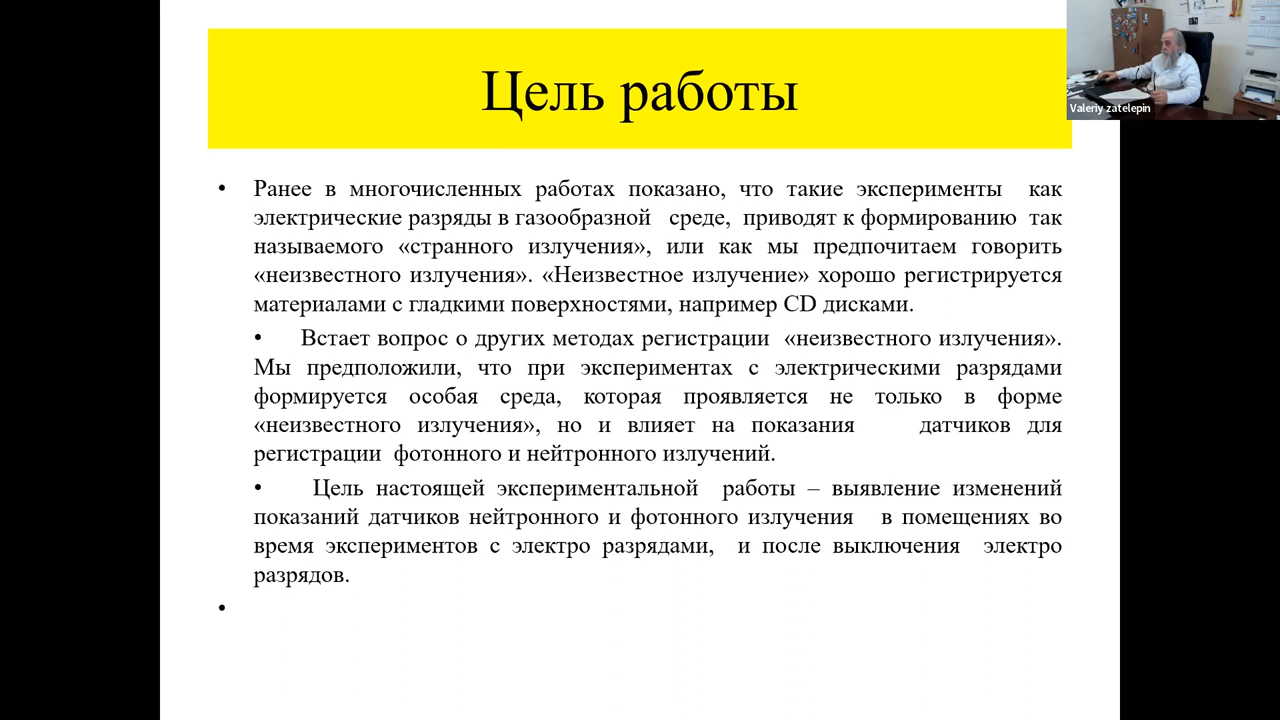 Цель работы
Valeriy zatelepin
• Ранее в многочисленных работах показано, что такие эксперименты как
электрические разряды в газообразной среде, приводят к формированию так
называемого «странного излучения», или как мы предпочитаем говорить
«неизвестного излучения». «Неизвестное излучение» хорошо регистрируется
материалами с гладкими поверхностями, например CD дисками.
• Встает вопрос о других методах регистрации «неизвестного излучения».
Мы предположили, что при экспериментах с электрическими разрядами
формируется особая среда, которая проявляется не только в форме
«неизвестного излучения», но и влияет на показания датчиков для
регистрации фотонного и нейтронного излучений.
• Цель настоящей экспериментальной работы – выявление изменений
показаний датчиков нейтронного и фотонного излучения в помещениях во
время экспериментов с электро разрядами, и после выключения электро
разрядов.
•